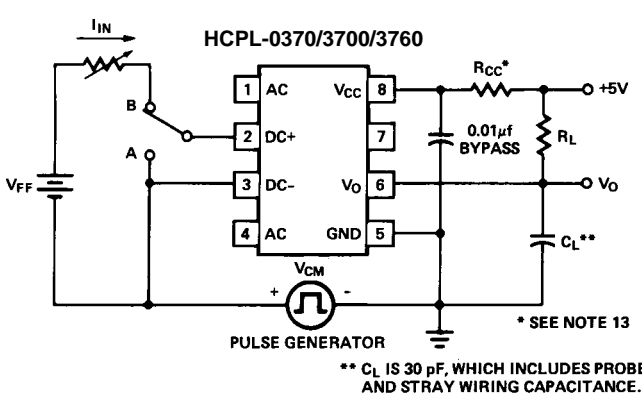 I_IN
HCPL-0370/3700/3760
R_CC*
1 AC
V_CC 8
+5V
B
0.01μf
BYPASS
R_L
2 DC+
7
A
V_FF
3 DC-
V_O 6
V_O
4 AC
GND 5
C_L**
V_CM
+ -
* SEE NOTE 13
PULSE GENERATOR
** C_L IS 30 pF, WHICH INCLUDES PROBE
AND STRAY WIRING CAPACITANCE.